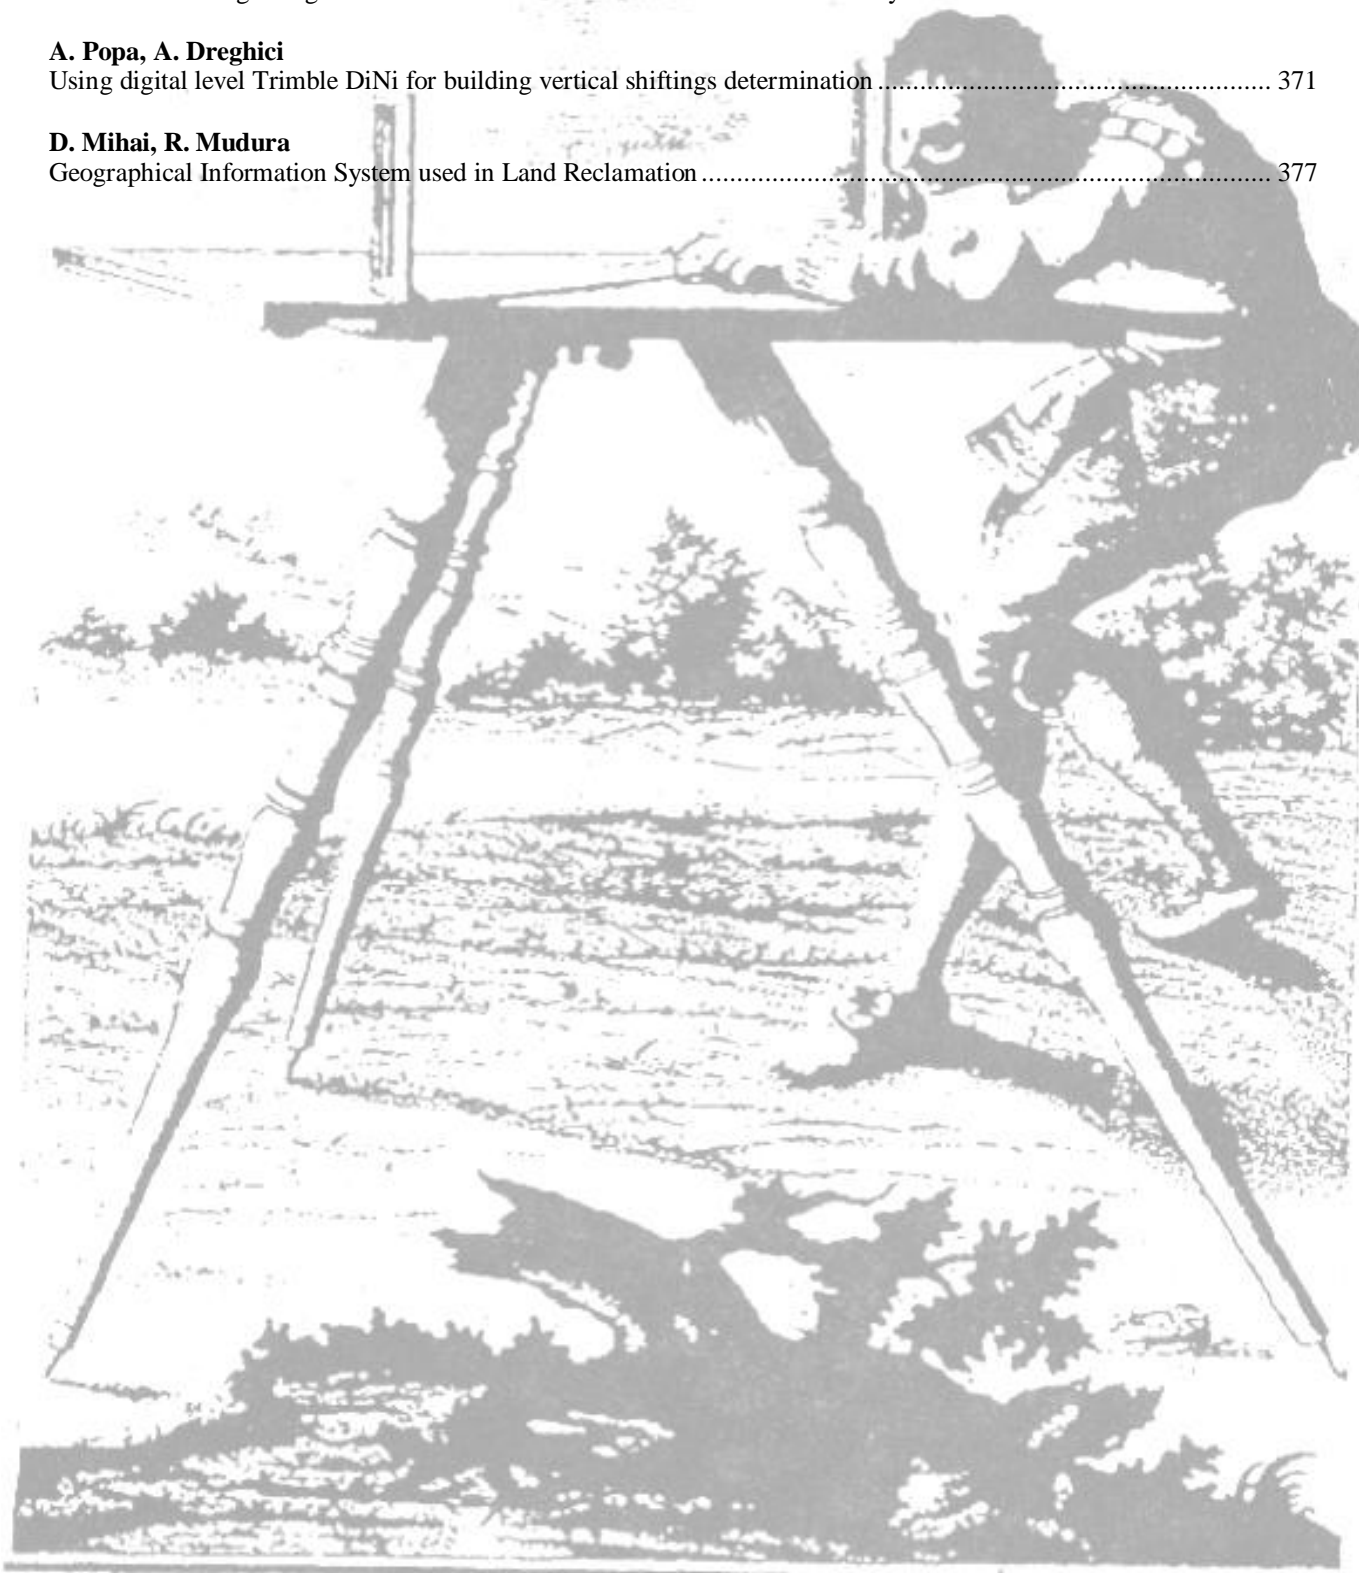 A. Popa, A. Dreghici
Using digital level Trimble DiNi for building vertical shiftings determination ........................................................ 371
D. Mihai, R. Mudura
Geographical Information System used in Land Reclamation ................................................................................. 377